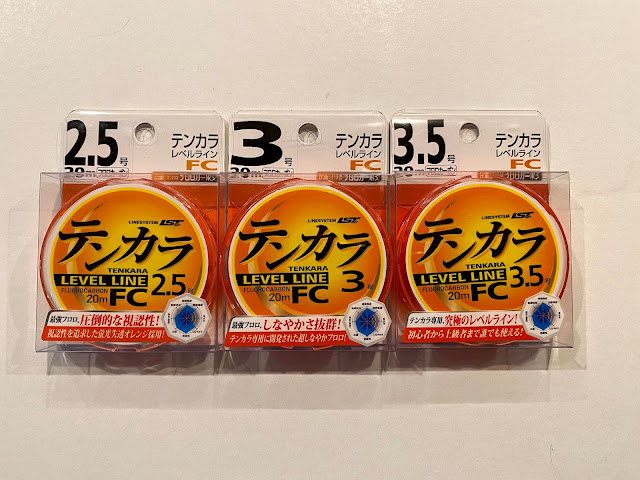 2.5号
テンカラ
レベルライン
FC
20m
LINESYSTEM LST
テンカラ
TENKARA
LEVEL LINE
FLUOROCARBON
20m
FC 2.5
最強フロロ、圧倒的な視認性!
視認性を追求した蛍光失透オレンジ採用!
3号
テンカラ
レベルライン
FC
20m
LINESYSTEM LST
テンカラ
TENKARA
LEVEL LINE
FLUOROCARBON
20m
FC 3
最強フロロ、しなやかさ抜群!
テンカラ専用に開発された超しなやかフロロ!
3.5号
テンカラ
レベルライン
FC
20m
LINESYSTEM LST
テンカラ
TENKARA
LEVEL LINE
FLUOROCARBON
20m
FC 3.5
テンカラ専用、究極のレベルライン!
初心者から上級者まで誰でも使える!